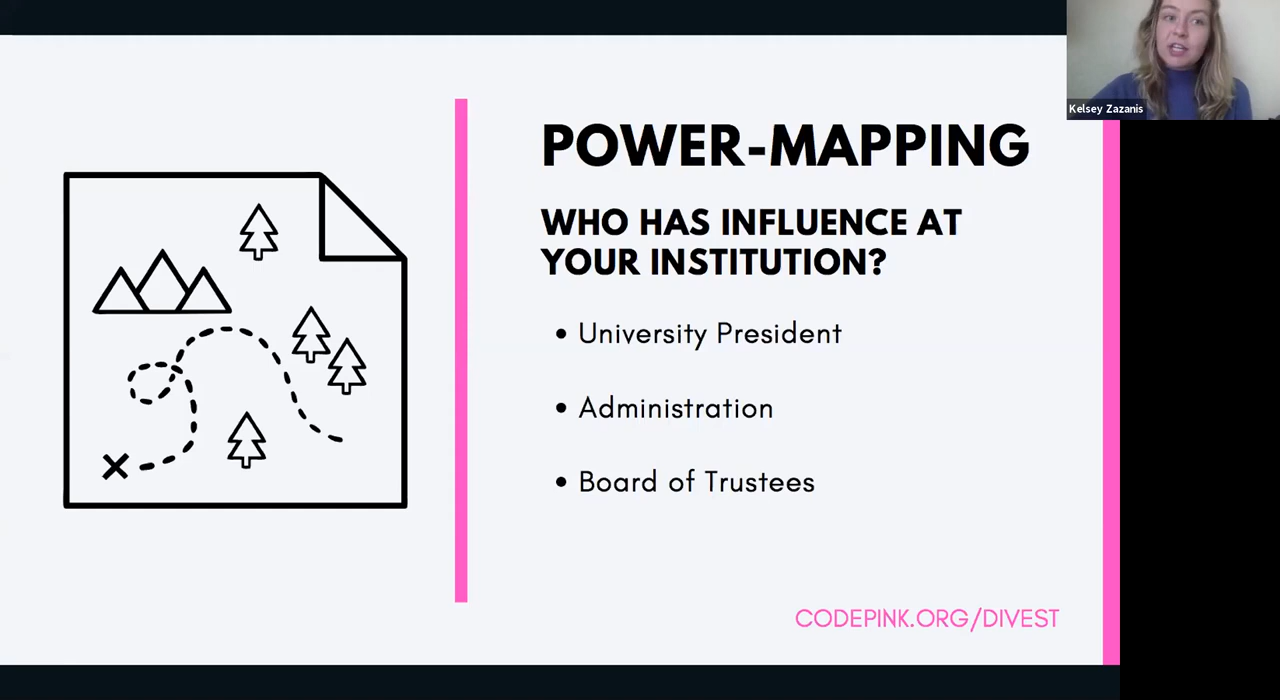 Kelsey Zazanis
POWER-MAPPING
WHO HAS INFLUENCE AT
YOUR INSTITUTION?
• University President
• Administration
• Board of Trustees
CODEPINK.ORG/DIVEST